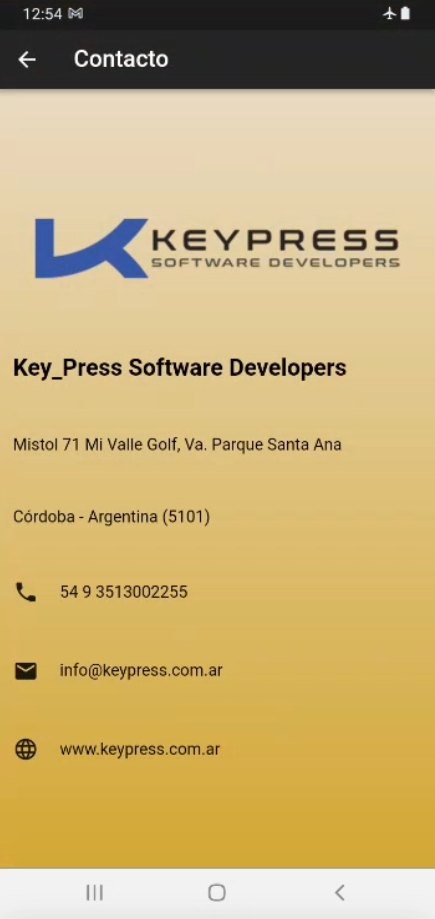 12:54
Contacto
KEYPRESS
SOFTWARE DEVELOPERS
Key_Press Software Developers
Mistol 71 Mi Valle Golf, Va. Parque Santa Ana
Córdoba - Argentina (5101)
54 9 3513002255
info@keypress.com.ar
www.keypress.com.ar